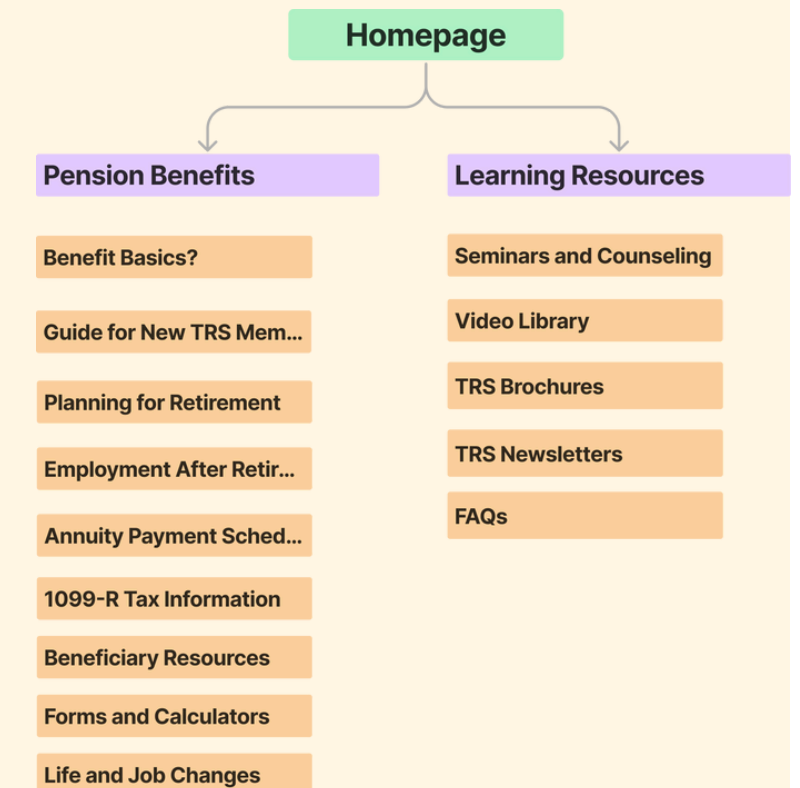 Homepage
Pension Benefits
Benefit Basics?
Guide for New TRS Mem...
Planning for Retirement
Employment After Retir...
Annuity Payment Sched...
1099-R Tax Information
Beneficiary Resources
Forms and Calculators
Life and Job Changes
Learning Resources
Seminars and Counseling
Video Library
TRS Brochures
TRS Newsletters
FAQs